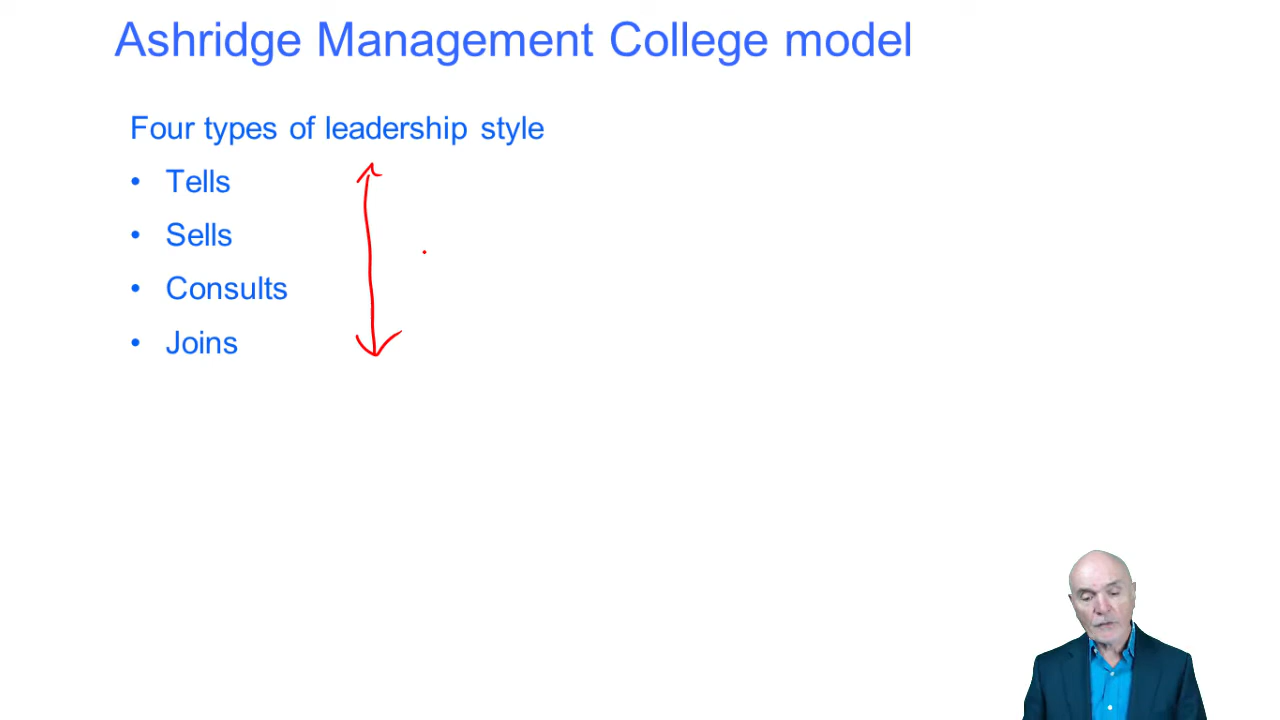 Ashridge Management College model
Four types of leadership style
• Tells
• Sells
• Consults
• Joins